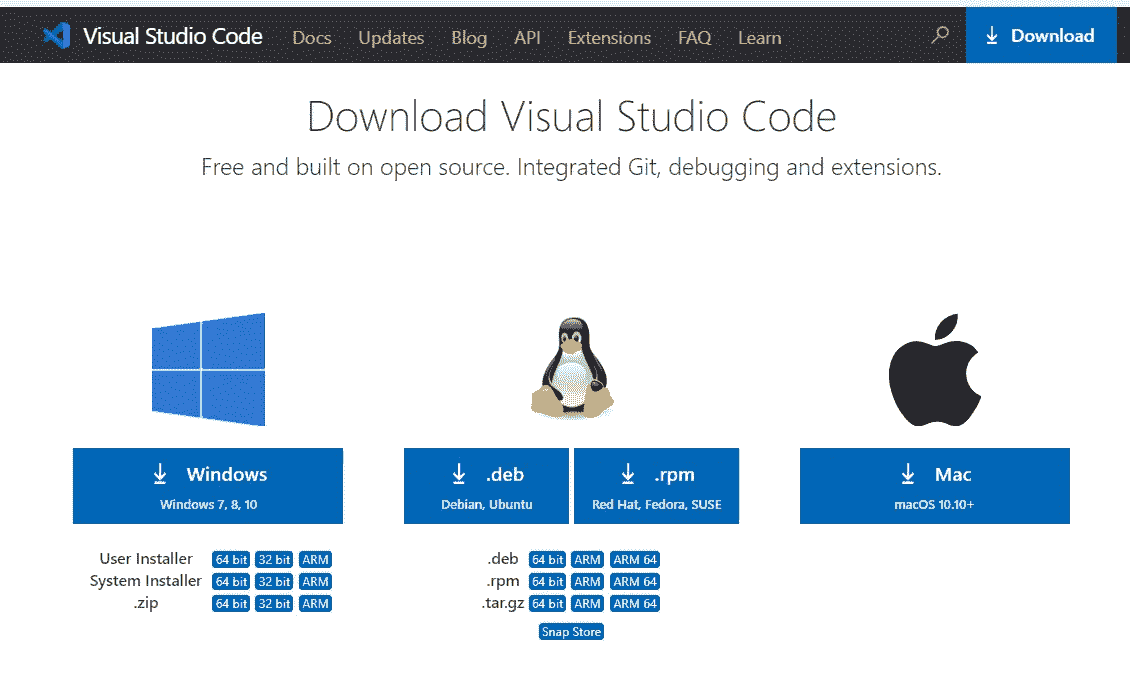 Visual Studio Code Docs Updates Blog API Extensions FAQ Learn Download
Download Visual Studio Code
Free and built on open source. Integrated Git, debugging and extensions.
Windows
Windows 7, 8, 10
.deb
Debian, Ubuntu
.rpm
Red Hat, Fedora, SUSE
Mac
macOS 10.10+
User Installer 64 bit 32 bit ARM
System Installer 64 bit 32 bit ARM
.zip 64 bit 32 bit ARM
.deb 64 bit ARM ARM 64
.rpm 64 bit ARM ARM 64
.tar.gz 64 bit ARM ARM 64
Snap Store